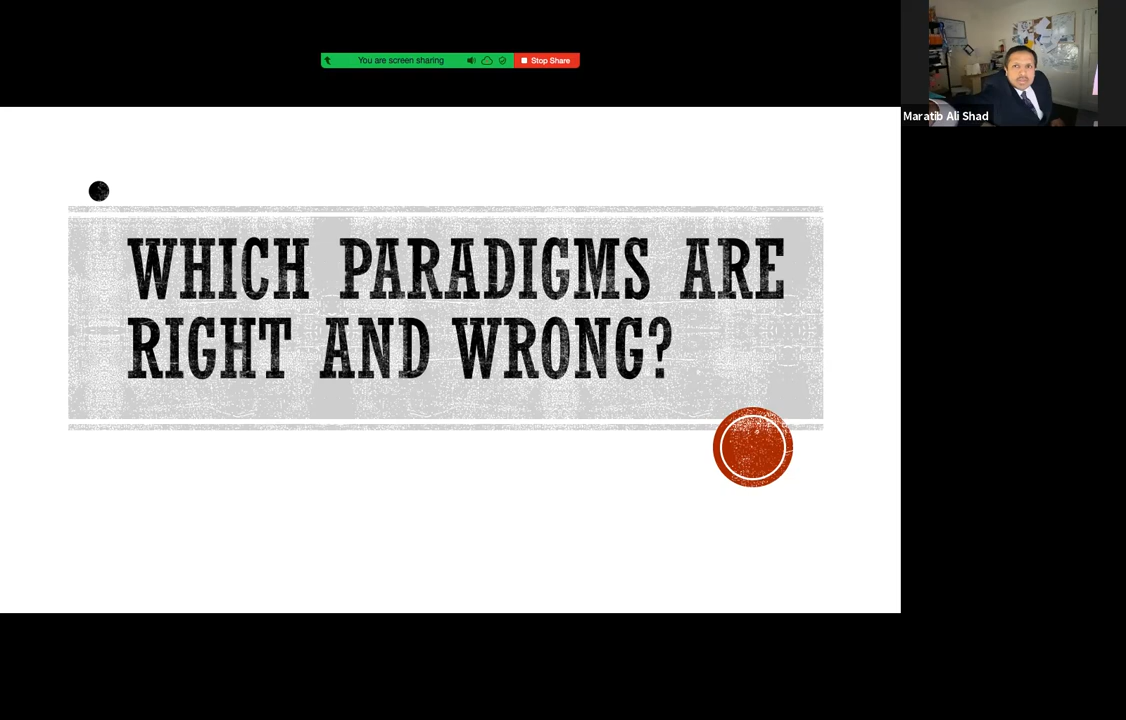 You are screen sharing
Stop Share
Maratib Ali Shad
WHICH PARADIGMS ARE
RIGHT AND WRONG?